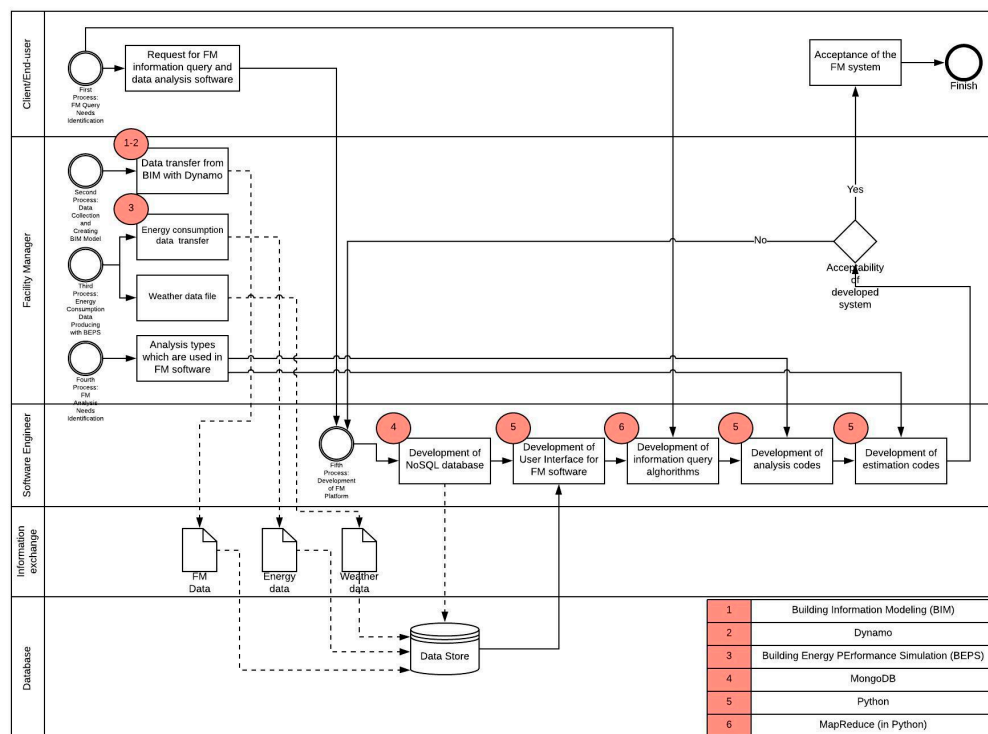 Client/End-user
First
Process:
FM Query
Needs
Identification
Request for FM
information query and
data analysis software
Acceptance of the
FM system
Finish
Facility Manager
1-2
Second
Process:
Data
Collection
and
Creating
BIM Model
Data transfer from
BIM with Dynamo
3
Third
Process:
Energy
Consumption
Data
Producing
with BEPS
Energy consumption
data transfer
Weather data file
Fourth
Process:
FM
Analysis
Needs
Identification
Analysis types
which are used in
FM software
Yes
No
Acceptability
of
developed
system
Software Engineer
Fifth
Process:
Development
of FM
Platform
4
Development of
NoSQL database
5
Development of
User Interface for
FM software
6
Development of
information query
alghorithms
5
Development of
analysis codes
5
Development of
estimation codes
Information
exchange
FM
Data
Energy
data
Weather
data
Database
Data Store
1 Building Information Modeling (BIM)
2 Dynamo
3 Building Energy PErformance Simulation (BEPS)
4 MongoDB
5 Python
6 MapReduce (in Python)